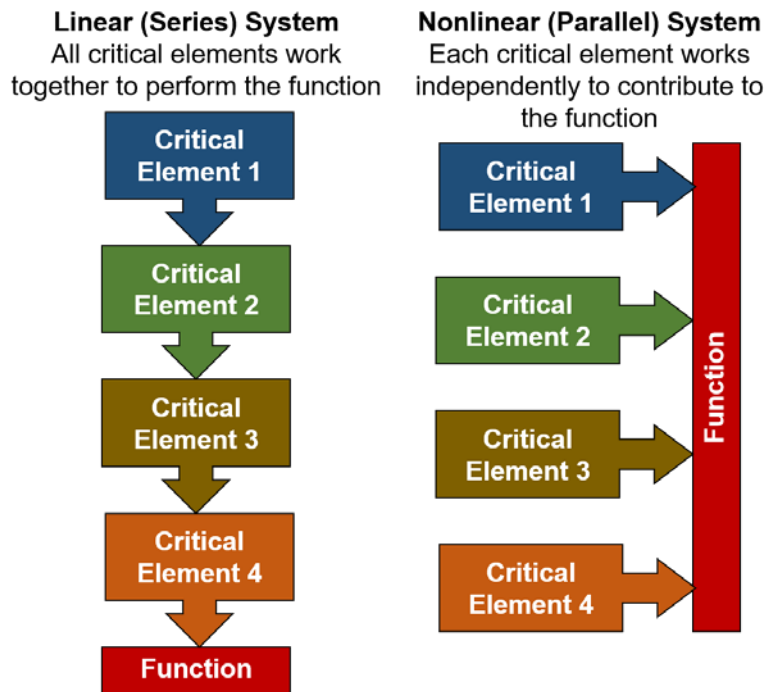 Linear (Series) System
All critical elements work
together to perform the function
Critical
Element 1
Critical
Element 2
Critical
Element 3
Critical
Element 4
Function
Nonlinear (Parallel) System
Each critical element works
independently to contribute to
the function
Critical
Element 1
Critical
Element 2
Critical
Element 3
Critical
Element 4
Function